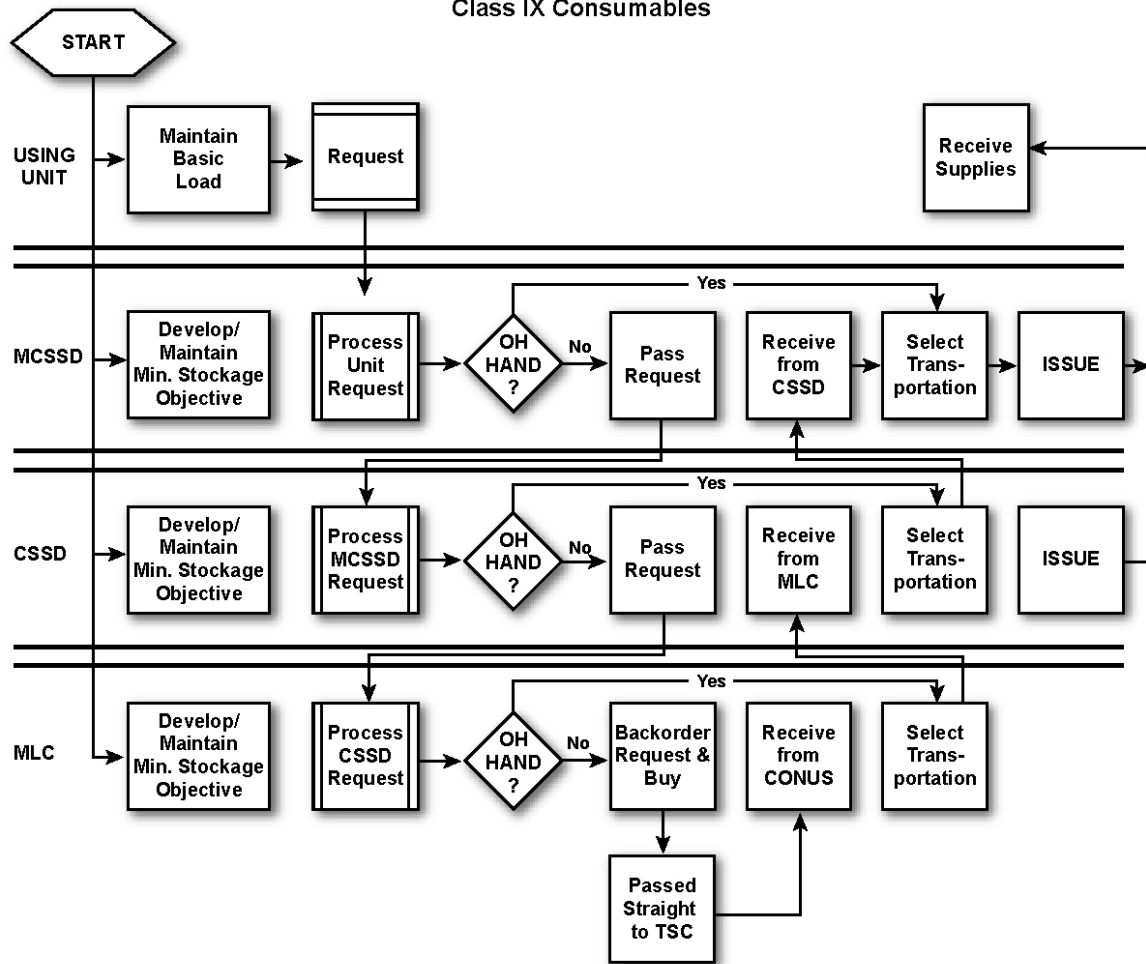 Class IX Consumables
START
USING
UNIT
Maintain
Basic
Load
Request
Receive
Supplies
MCSSD
Develop/
Maintain
Min. Stockage
Objective
Process
Unit
Request
OH
HAND
?
No
Yes
Pass
Request
Receive
from
CSSD
Select
Trans-
portation
ISSUE
CSSD
Develop/
Maintain
Min. Stockage
Objective
Process
MCSSD
Request
OH
HAND
?
No
Yes
Pass
Request
Receive
from
MLC
Select
Trans-
portation
ISSUE
MLC
Develop/
Maintain
Min. Stockage
Objective
Process
CSSD
Request
OH
HAND
?
No
Yes
Backorder
Request &
Buy
Receive
from
CONUS
Select
Trans-
portation
Passed
Straight
to TSC